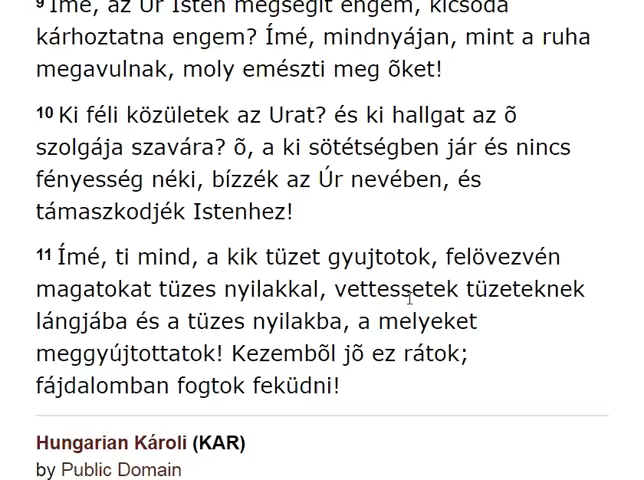 9 Ímé, az Úr Isten megsegít engem, kicsoda
kárhoztatna engem? Ímé, mindnyájan, mint a ruha
megavulnak, moly emészti meg õket!
10 Ki féli közületek az Urat? és ki hallgat az õ
szolgája szavára? õ, a ki sötétségben jár és nincs
fényesség néki, bízzék az Úr nevében, és
támaszkodjék Istenhez!
11 Ímé, ti mind, a kik tüzet gyujtotok, felövezvén
magatokat tüzes nyilakkal, vettessetek tüzeteknek
lángjába és a tüzes nyilakba, a melyeket
meggyújtottatok! Kezembõl jõ ez rátok;
fájdalomban fogtok feküdni!
Hungarian Károli (KAR)
by Public Domain